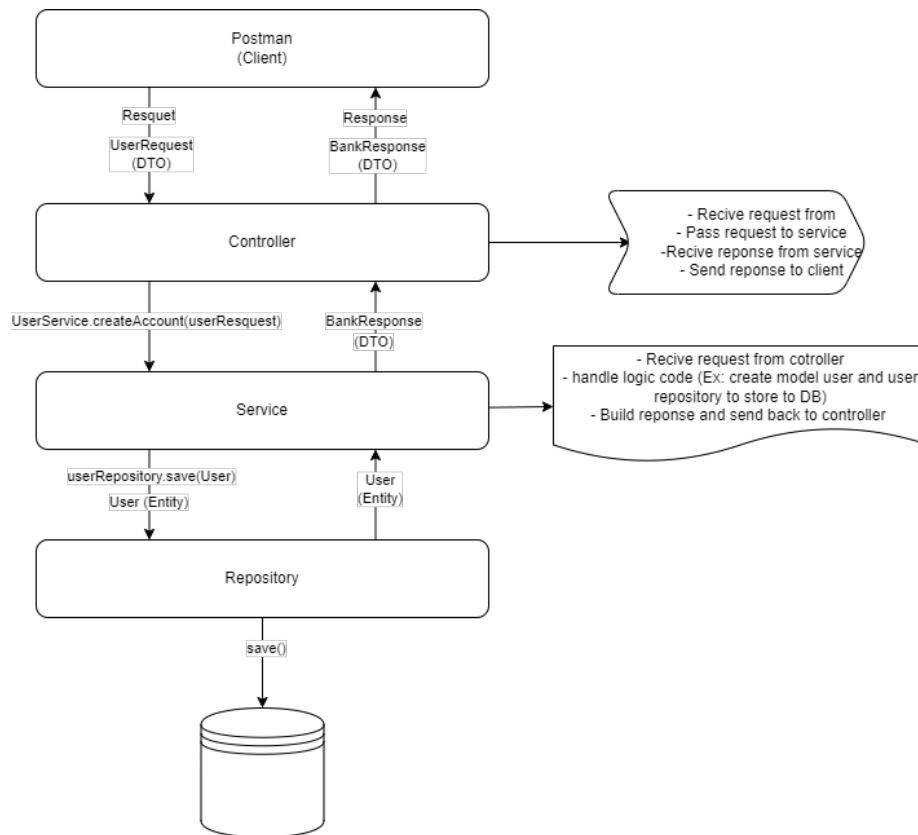 Postman
(Client)
Resquet
Response
UserRequest
(DTO)
BankResponse
(DTO)
Controller
- Recive request from
- Pass request to service
-Recive reponse from service
- Send reponse to client
UserService.createAccount(userResquest)
BankResponse
(DTO)
Service
- Recive request from cotroller
- handle logic code (Ex: create model user and user
repository to store to DB)
- Build reponse and send back to controller
userRepository.save(User)
User (Entity)
User
(Entity)
Repository
save()